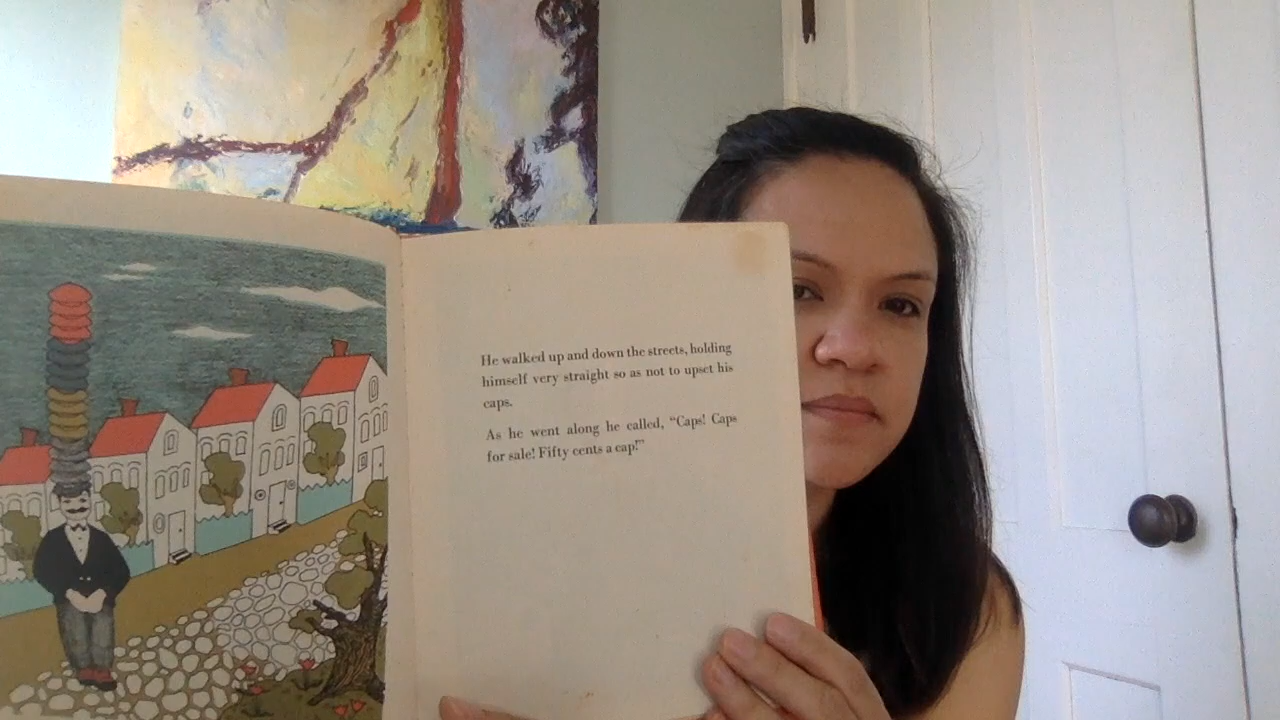 He walked up and down the streets, holding
himself very straight so as not to upset his
caps.
As he went along he called, “Caps! Caps
for sale! Fifty cents a cap!”